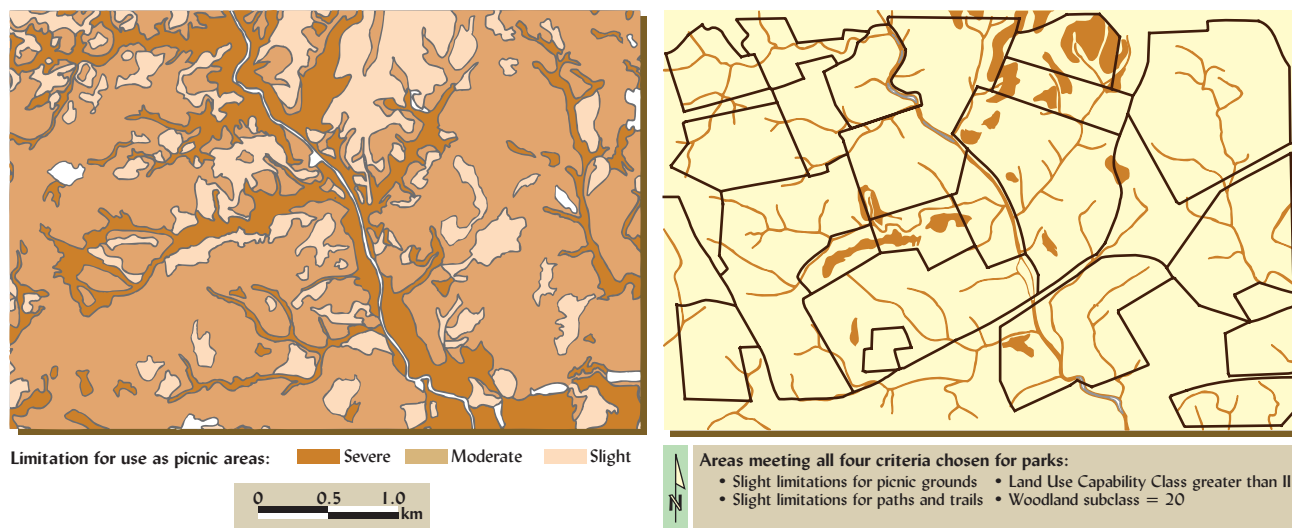 Limitation for use as picnic areas: Severe Moderate Slight
0 0.5 1.0
km
N
Areas meeting all four criteria chosen for parks:
• Slight limitations for picnic grounds • Land Use Capability Class greater than II
• Slight limitations for paths and trails • Woodland subclass = 20